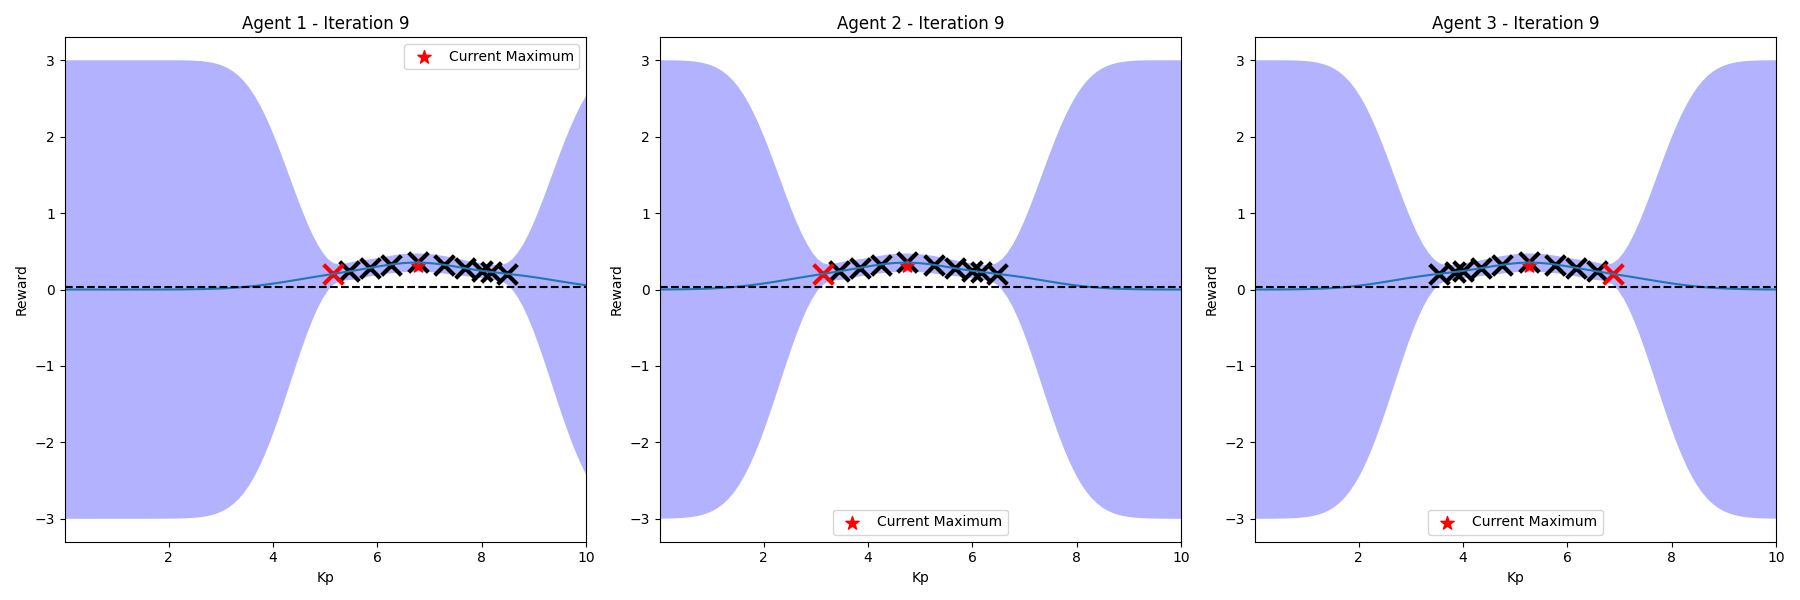 Agent 1 - Iteration 9
Current Maximum
3
2
1
0
−1
−2
−3
Reward
2 4 6 8 10
Kp
Agent 2 - Iteration 9
3
2
1
0
−1
−2
−3
Reward
Current Maximum
2 4 6 8 10
Kp
Agent 3 - Iteration 9
3
2
1
0
−1
−2
−3
Reward
Current Maximum
2 4 6 8 10
Kp